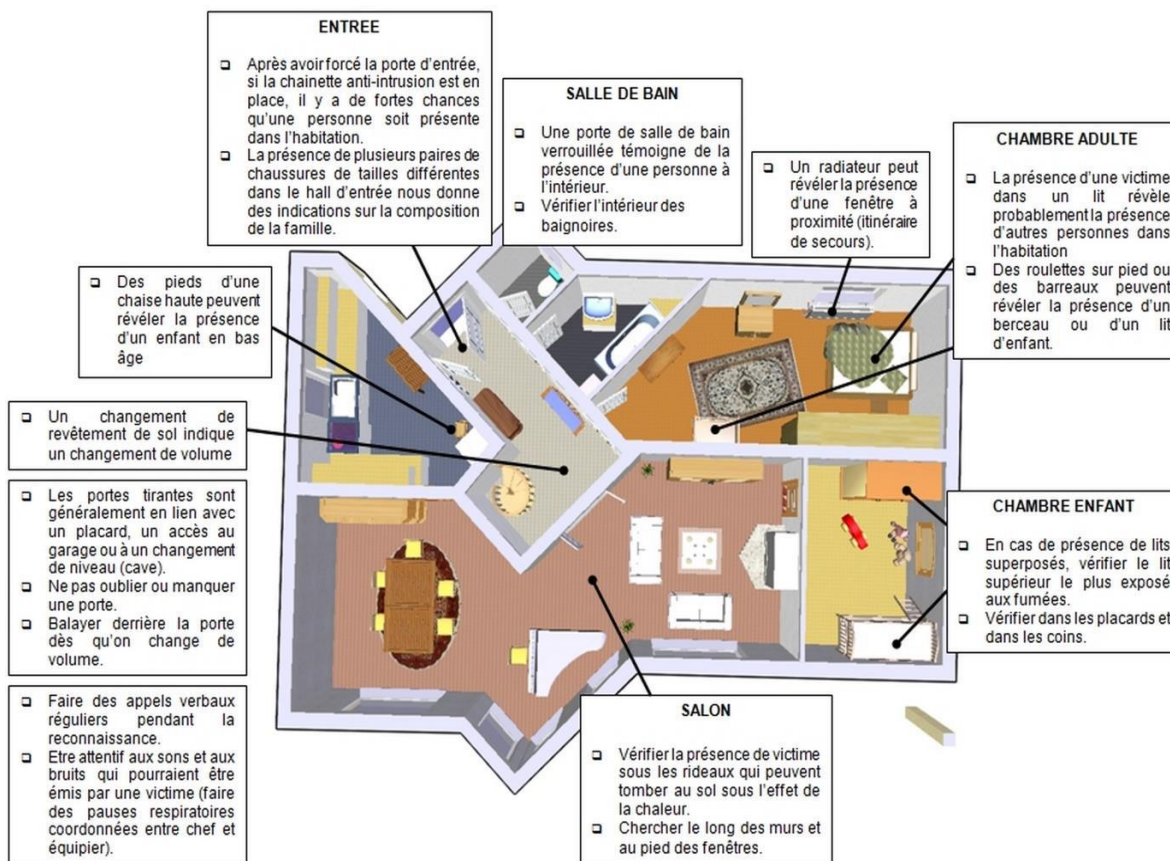 ENTREE
❑ Après avoir forcé la porte d'entrée,
si la chainette anti-intrusion est en
place, il y a de fortes chances
qu'une personne soit présente
dans l'habitation.
❑ La présence de plusieurs paires de
chaussures de tailles différentes
dans le hall d'entrée nous donne
des indications sur la composition
de la famille.
SALLE DE BAIN
❑ Une porte de salle de bain
verrouillée témoigne de la
présence d'une personne à
l'intérieur.
❑ Vérifier l'intérieur des
baignoires.
❑ Un radiateur peut
révéler la présence
d'une fenêtre à
proximité (itinéraire
de secours).
CHAMBRE ADULTE
❑ La présence d'une victime
dans un lit révèle
probablement la présence
d'autres personnes dans
l'habitation
❑ Des roulettes sur pied ou
des barreaux peuvent
révéler la présence d'un
berceau ou d'un lit
d'enfant.
❑ Des pieds d'une
chaise haute peuvent
révéler la présence
d'un enfant en bas
âge
❑ Un changement de
revêtement de sol indique
un changement de volume
❑ Les portes tirantes sont
généralement en lien avec
un placard, un accès au
garage ou à un changement
de niveau (cave).
❑ Ne pas oublier ou manquer
une porte.
❑ Balayer derrière la porte
dès qu'on change de
volume.
CHAMBRE ENFANT
❑ En cas de présence de lits
superposés, vérifier le lit
supérieur le plus exposé
aux fumées.
❑ Vérifier dans les placards et
dans les coins.
❑ Faire des appels verbaux
réguliers pendant la
reconnaissance.
❑ Etre attentif aux sons et aux
bruits qui pourraient être
émis par une victime (faire
des pauses respiratoires
coordonnées entre chef et
équipier).
SALON
❑ Vérifier la présence de victime
sous les rideaux qui peuvent
tomber au sol sous l'effet de
la chaleur.
❑ Chercher le long des murs et
au pied des fenêtres.